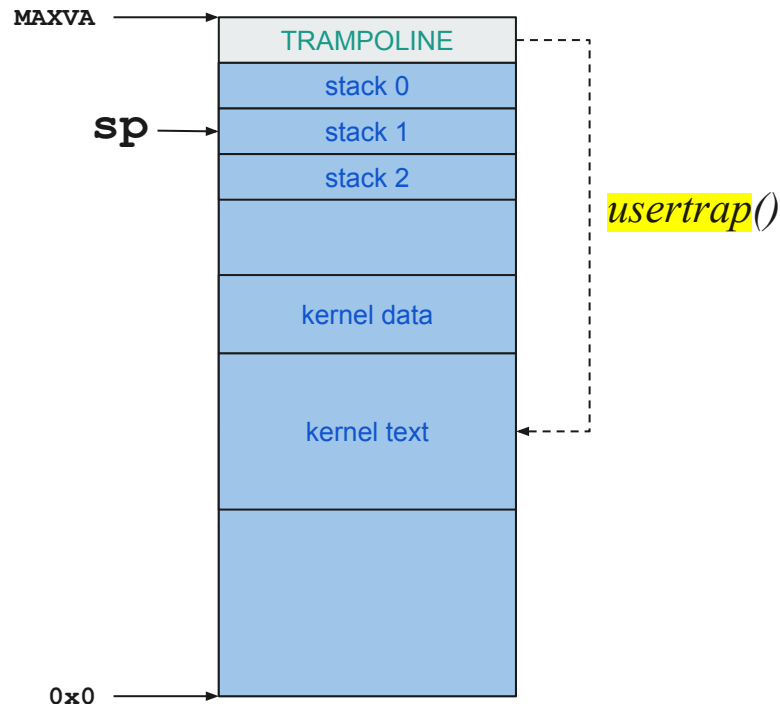 MAXVA
TRAMPOLINE
stack 0
sp
stack 1
stack 2
usertrap()
kernel data
kernel text
0x0